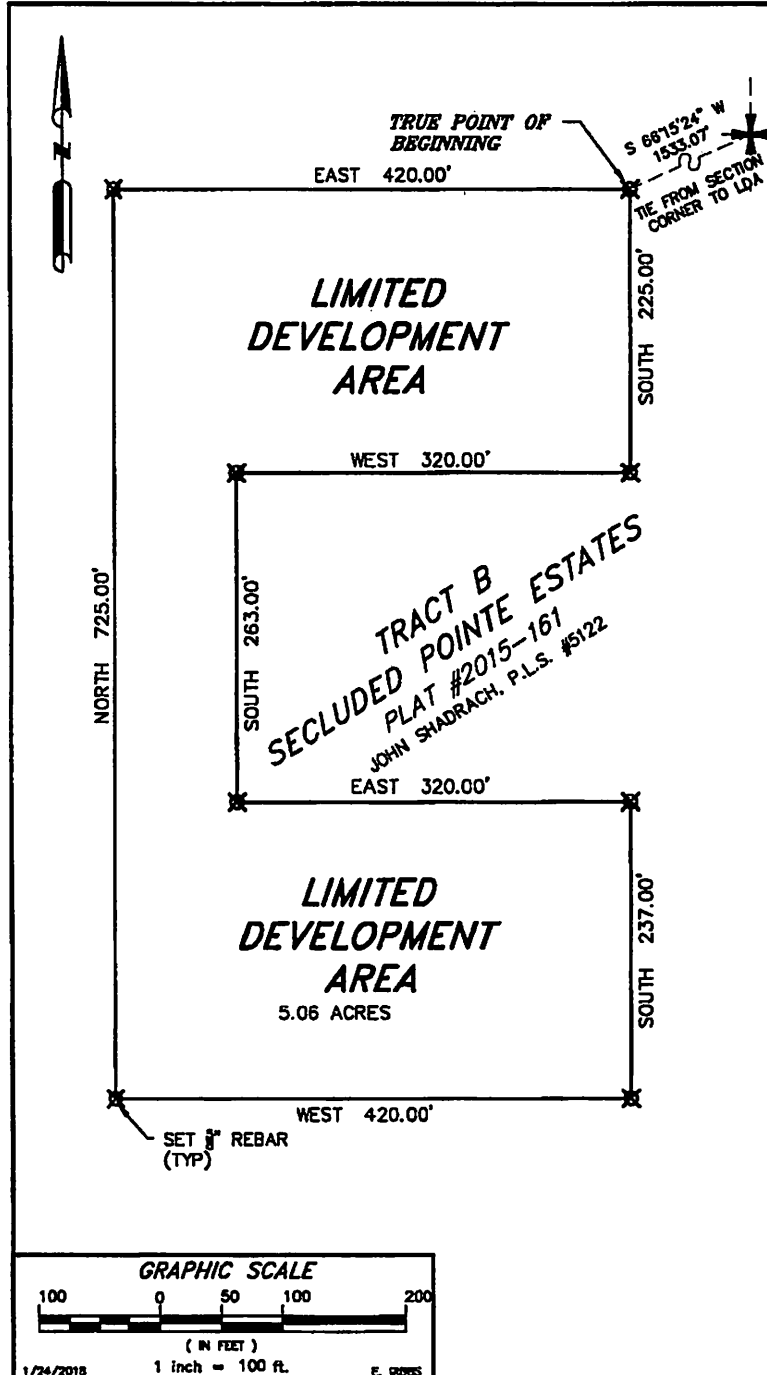 N
TRUE POINT OF
BEGINNING
S 66°15'24" W
1533.07'
TIE FROM SECTION
CORNER TO LDA
EAST 420.00'
LIMITED
DEVELOPMENT
AREA
SOUTH 225.00'
WEST 320.00'
NORTH 725.00'
SOUTH 263.00'
TRACT B
SECLUDED POINTE ESTATES
PLAT #2015-161
JOHN SHADRACH, P.L.S. #5122
EAST 320.00'
LIMITED
DEVELOPMENT
AREA
5.06 ACRES
SOUTH 237.00'
WEST 420.00'
SET REBAR
(TYP)
GRAPHIC SCALE
100 0 50 100 200
( IN FEET )
1 inch = 100 ft.
1/24/2018
E.